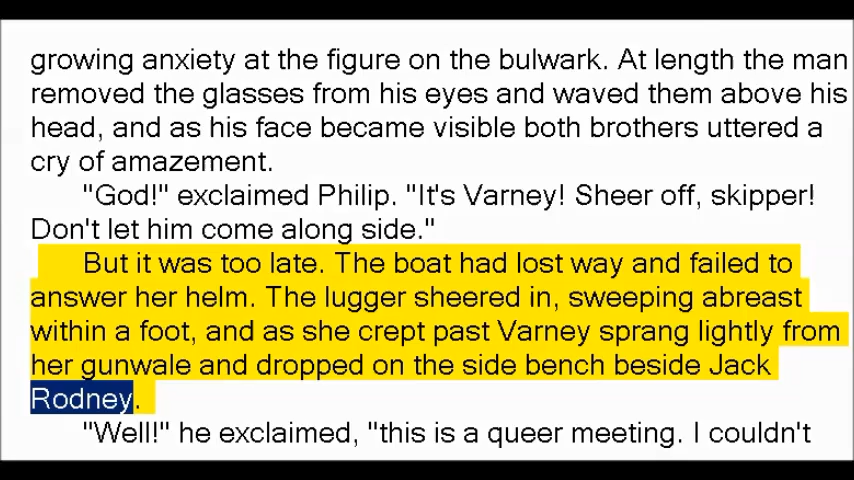 growing anxiety at the figure on the bulwark. At length the man
removed the glasses from his eyes and waved them above his
head, and as his face became visible both brothers uttered a
cry of amazement.
"God!" exclaimed Philip. "It's Varney! Sheer off, skipper!
Don't let him come along side."
But it was too late. The boat had lost way and failed to
answer her helm. The lugger sheered in, sweeping abreast
within a foot, and as she crept past Varney sprang lightly from
her gunwale and dropped on the side bench beside Jack
Rodney.
"Well!" he exclaimed, "this is a queer meeting. I couldn't